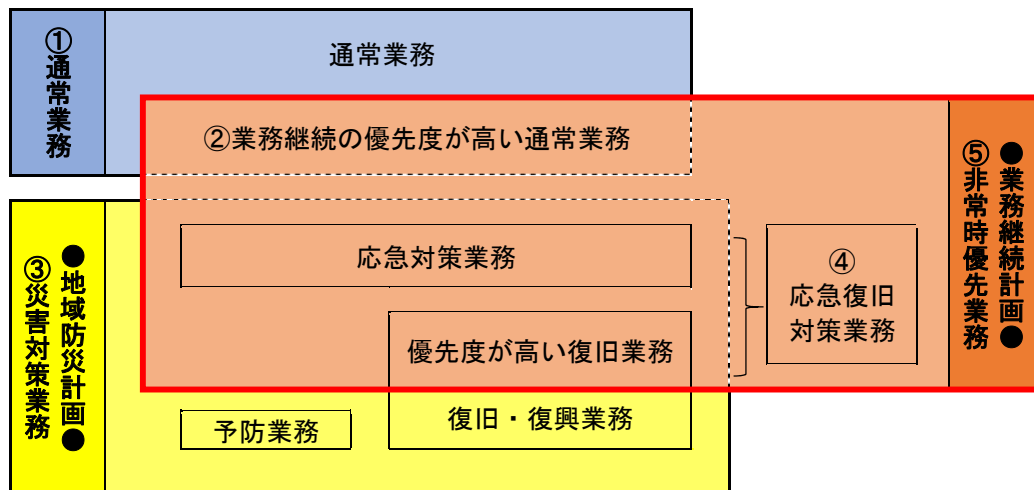 ①通常業務
通常業務
②業務継続の優先度が高い通常業務
●業務継続計画●
⑤非常時優先業務
●地域防災計画●
③災害対策業務
応急対策業務
④
応急復旧
対策業務
優先度が高い復旧業務
復旧・復興業務
予防業務